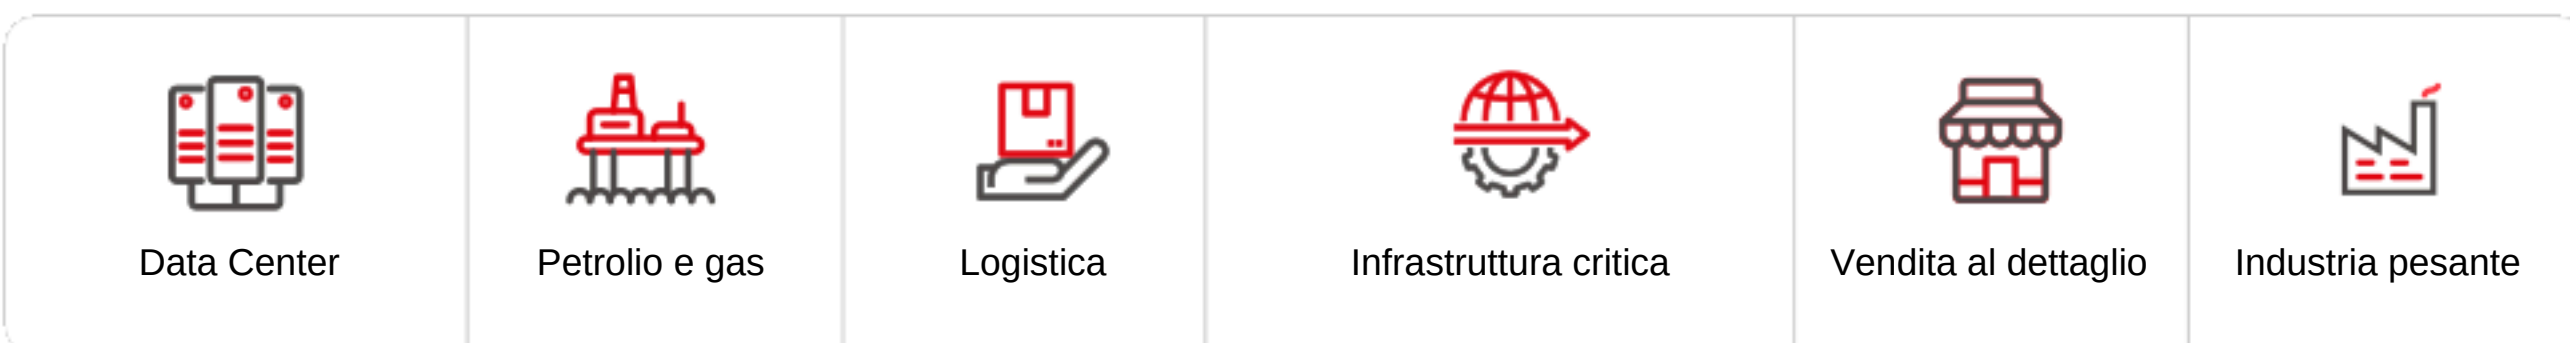 Data Center
Petrolio e gas
Logistica
Infrastruttura critica
Vendita al dettaglio
Industria pesante